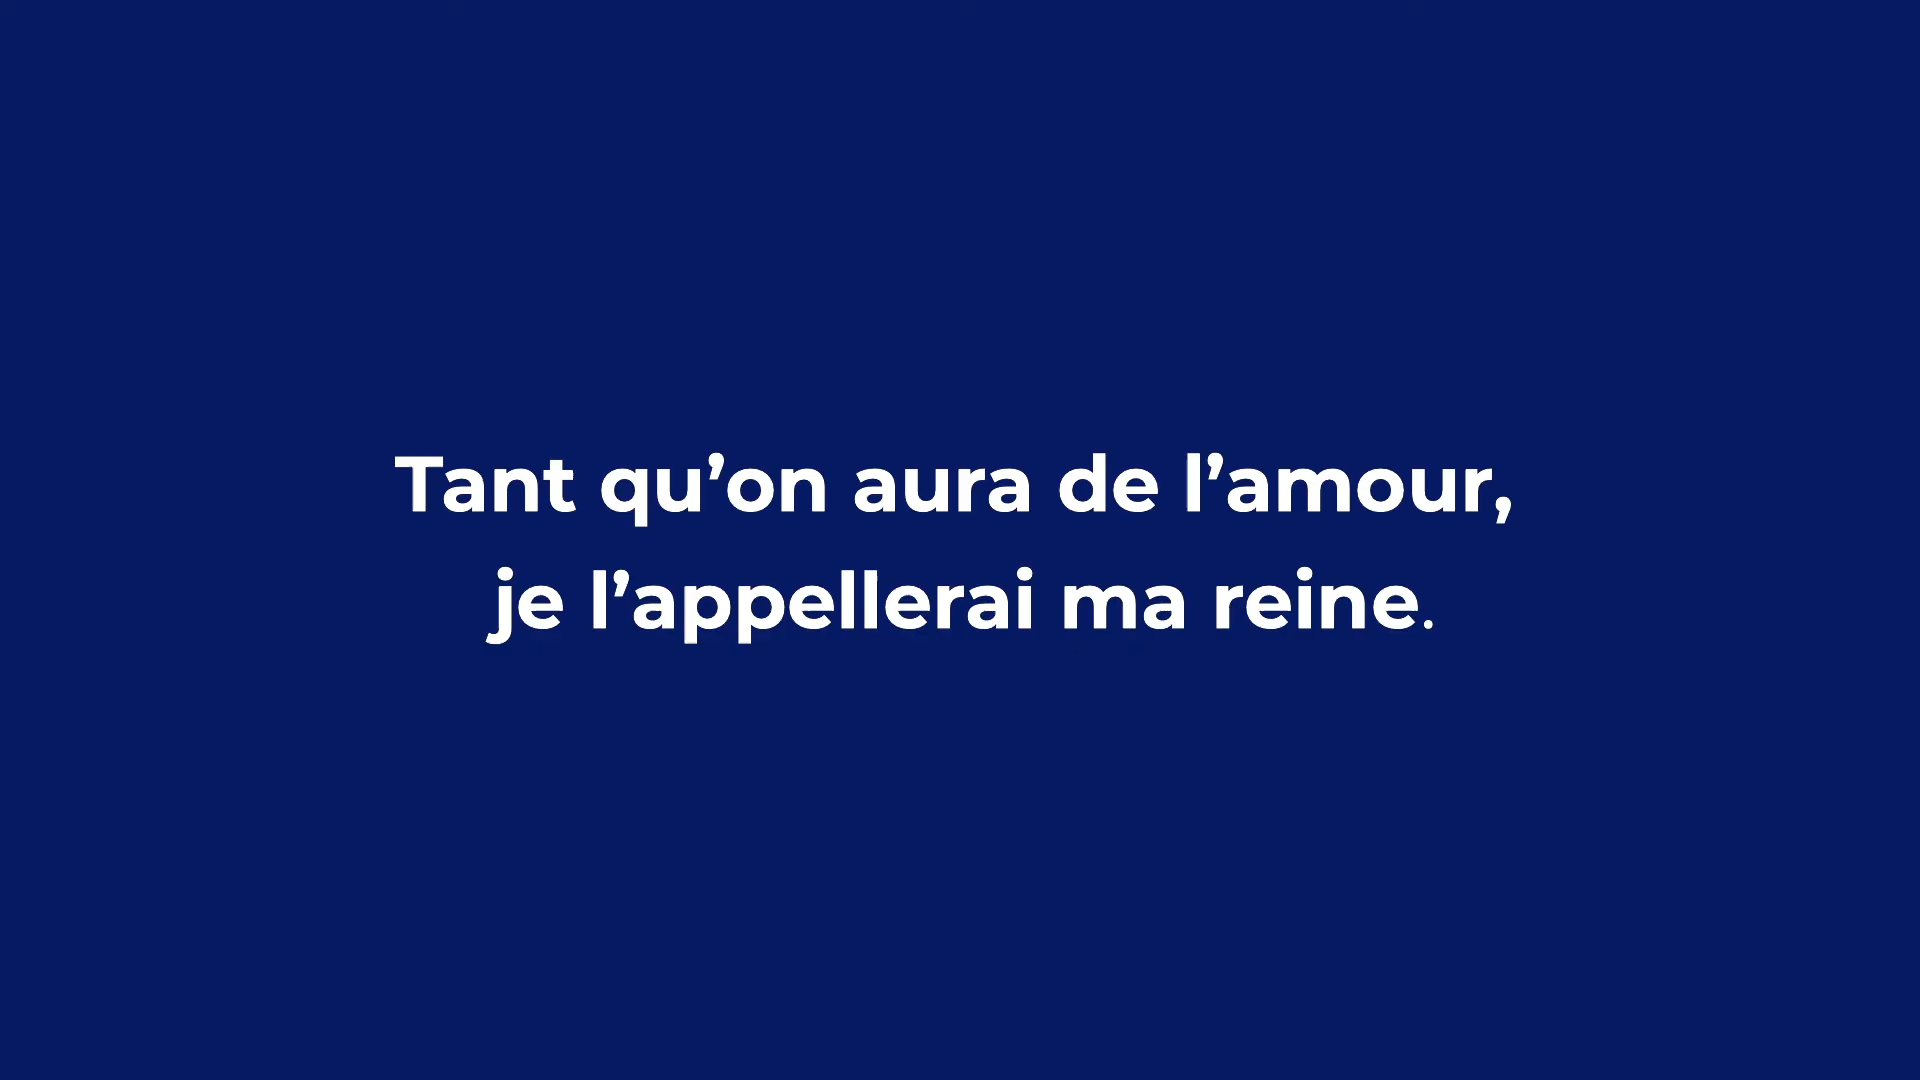 Tant qu’on aura de l’amour,
je l’appellerai ma reine.